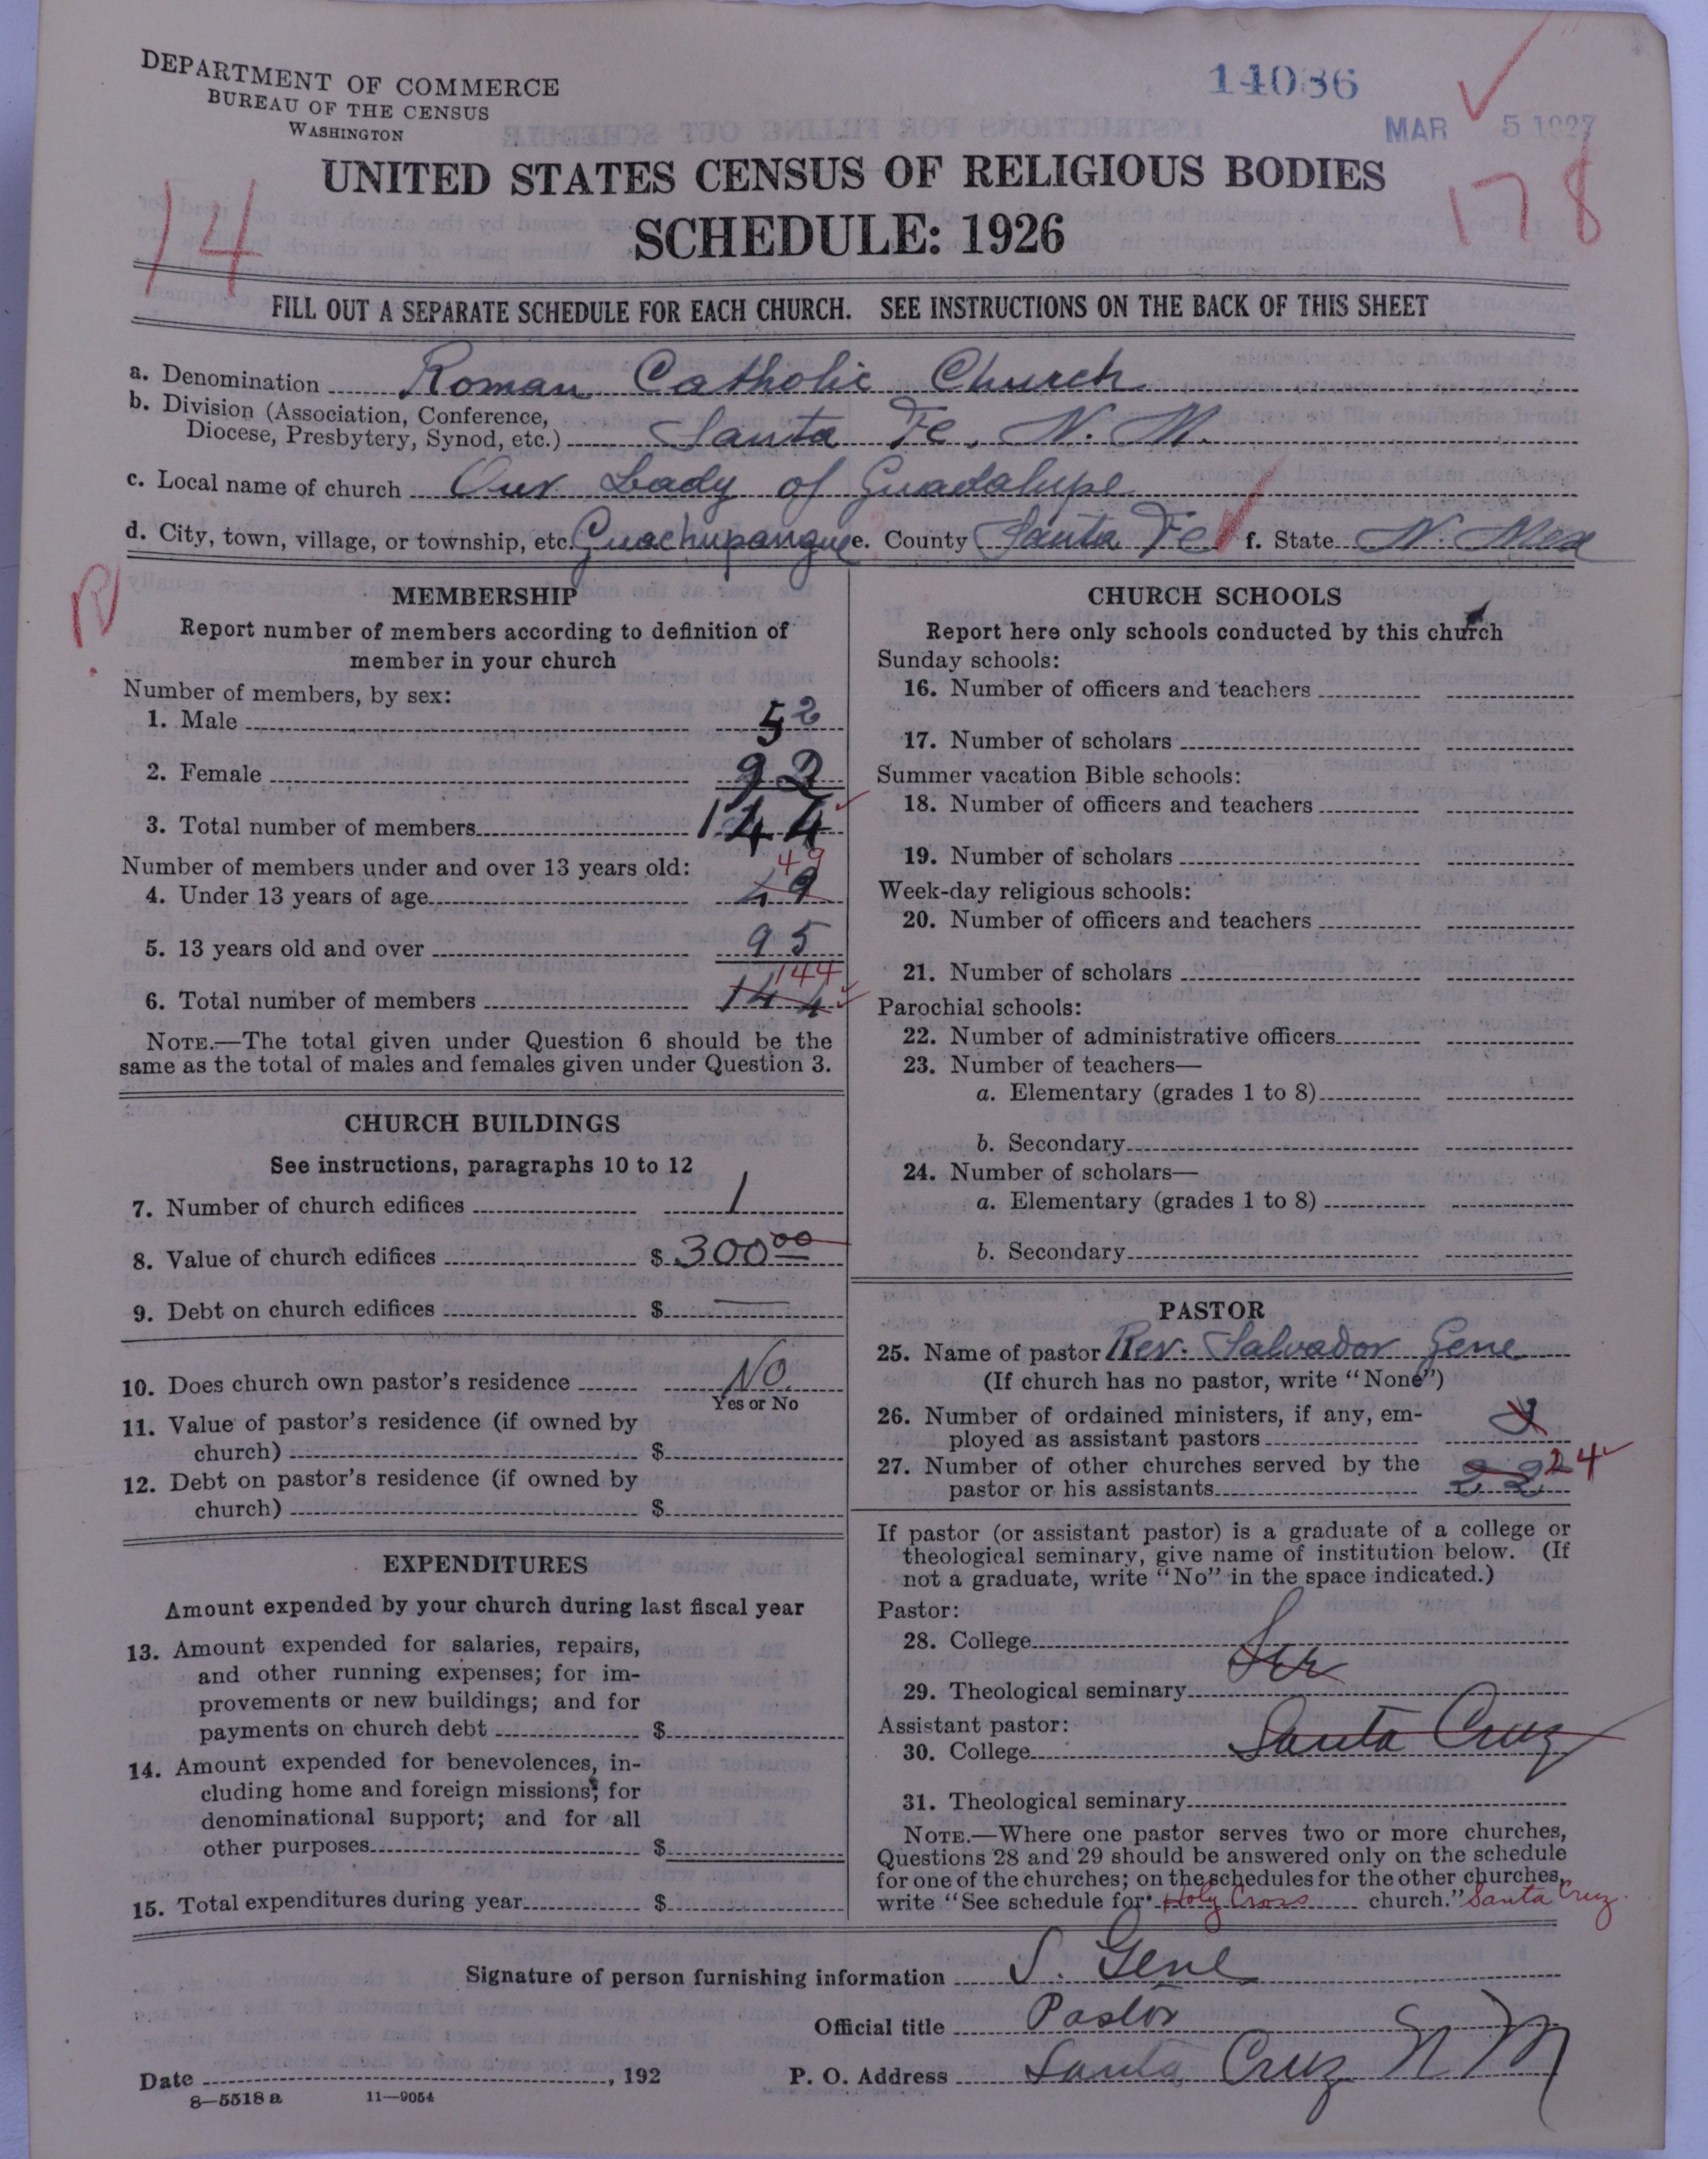 DEPARTMENT OF COMMERCE
BUREAU OF THE CENSUS
WASHINGTON
14036
MAR 5 1927
UNITED STATES CENSUS OF RELIGIOUS BODIES
SCHEDULE: 1926
14
178
FILL OUT A SEPARATE SCHEDULE FOR EACH CHURCH. SEE INSTRUCTIONS ON THE BACK OF THIS SHEET
a. Denomination Roman Catholic Church
b. Division (Association, Conference,
Diocese, Presbytery, Synod, etc.) Santa Fe, N. M.
c. Local name of church Our Lady of Guadalupe
d. City, town, village, or township, etc. Guachupangue e. County Santa Fe f. State N. Mex
R
MEMBERSHIP
Report number of members according to definition of
member in your church
Number of members, by sex:
1. Male 52
2. Female 92
3. Total number of members 144
Number of members under and over 13 years old: 49
4. Under 13 years of age 49
5. 13 years old and over 95
144
6. Total number of members 144
NOTE.—The total given under Question 6 should be the
same as the total of males and females given under Question 3.
CHURCH BUILDINGS
See instructions, paragraphs 10 to 12
7. Number of church edifices 1
8. Value of church edifices $ 300 00
9. Debt on church edifices $ —
10. Does church own pastor's residence No
Yes or No
11. Value of pastor's residence (if owned by
church) $
12. Debt on pastor's residence (if owned by
church) $
EXPENDITURES
Amount expended by your church during last fiscal year
13. Amount expended for salaries, repairs,
and other running expenses; for im-
provements or new buildings; and for
payments on church debt $
14. Amount expended for benevolences, in-
cluding home and foreign missions; for
denominational support; and for all
other purposes $
15. Total expenditures during year $
CHURCH SCHOOLS
Report here only schools conducted by this church
Sunday schools:
16. Number of officers and teachers
17. Number of scholars
Summer vacation Bible schools:
18. Number of officers and teachers
19. Number of scholars
Week-day religious schools:
20. Number of officers and teachers
21. Number of scholars
Parochial schools:
22. Number of administrative officers
23. Number of teachers—
a. Elementary (grades 1 to 8)
b. Secondary
24. Number of scholars—
a. Elementary (grades 1 to 8)
b. Secondary
PASTOR
25. Name of pastor Rev. Salvador Gene
(If church has no pastor, write "None")
26. Number of ordained ministers, if any, em-
ployed as assistant pastors
27. Number of other churches served by the
pastor or his assistants 22 24
If pastor (or assistant pastor) is a graduate of a college or
theological seminary, give name of institution below. (If
not a graduate, write "No" in the space indicated.)
Pastor:
28. College
29. Theological seminary
Assistant pastor:
30. College Santa Cruz
31. Theological seminary
NOTE.—Where one pastor serves two or more churches,
Questions 28 and 29 should be answered only on the schedule
for one of the churches; on the schedules for the other churches,
write "See schedule for Holy Cross church." Santa Cruz.
Signature of person furnishing information S. Gene
Official title Pastor
Date , 192 P. O. Address Santa Cruz N M
8—5518 a 11—9054